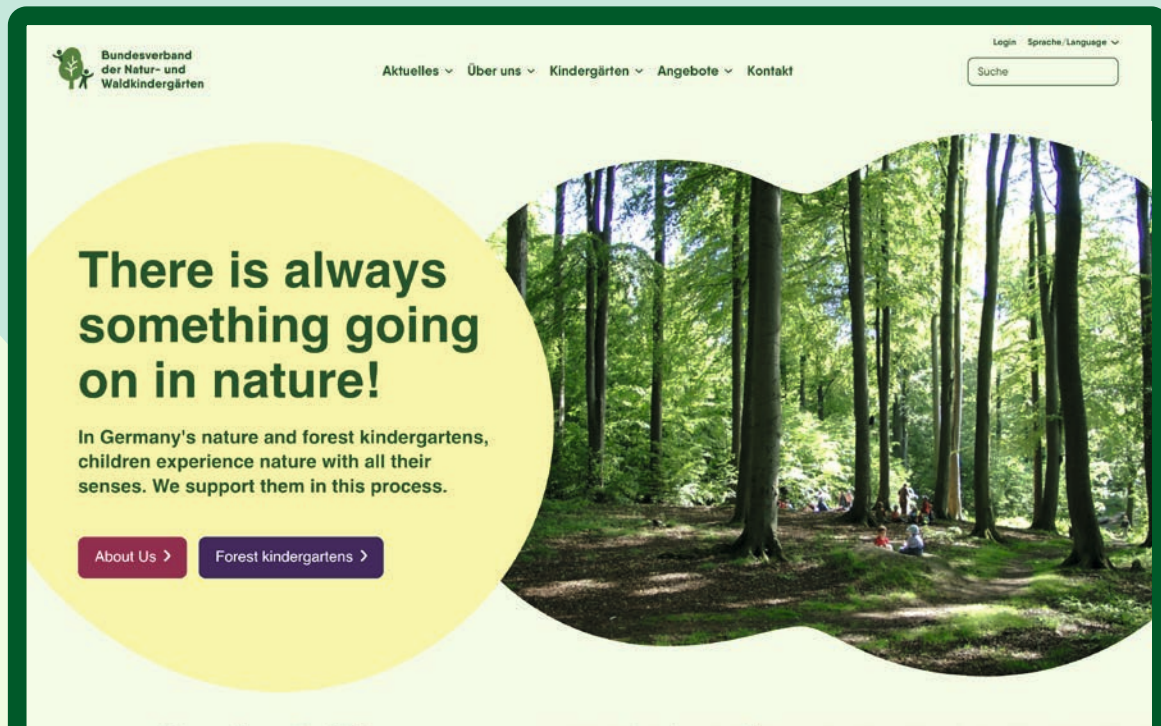 Login Sprache/Language
Bundesverband
der Natur- und
Waldkindergärten
Aktuelles Über uns Kindergärten Angebote Kontakt
Suche
There is always
something going
on in nature!
In Germany's nature and forest kindergartens,
children experience nature with all their
senses. We support them in this process.
About Us
Forest kindergartens